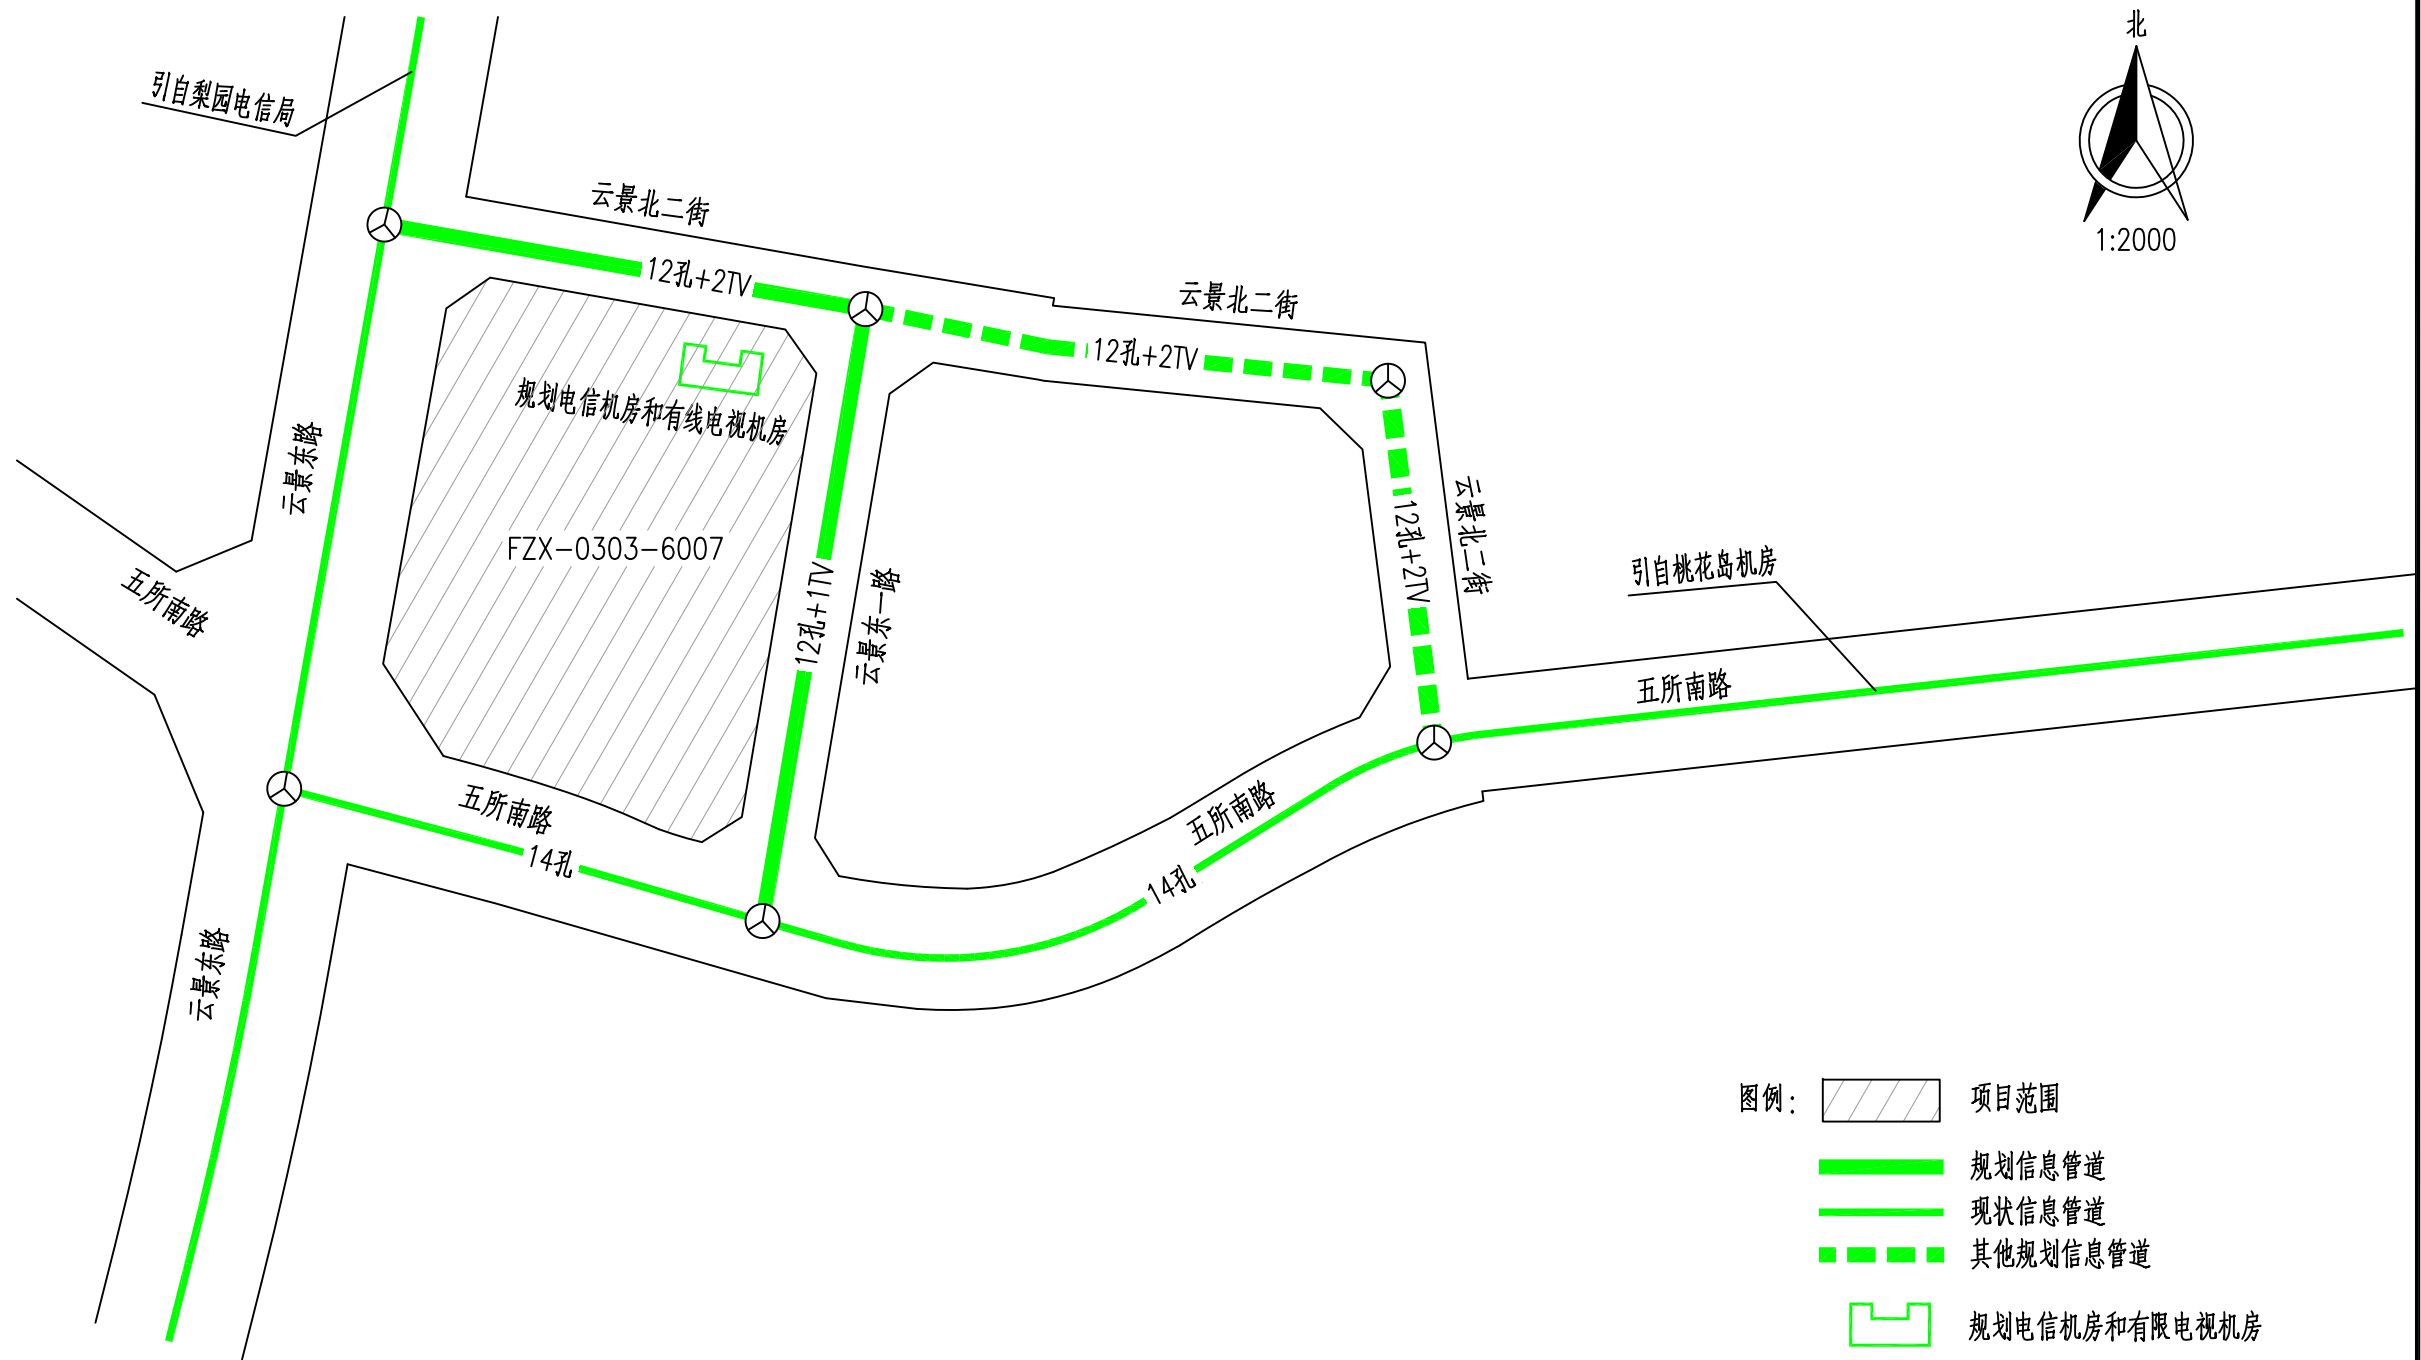 北
引自梨园电信局
云景北二街
1:2000
12孔+2TV
云景北二街
12孔+2TV
规划电信机房和有线电视机房
云景东路
FZX-0303-6007
12孔+2TV
云景北二街
引自桃花岛机房
五所南路
12孔+1TV
云景东一路
五所南路
五所南路
14孔
五所南路
14孔
云景东路
图例:
项目范围
规划信息管道
现状信息管道
其他规划信息管道
规划电信机房和有限电视机房